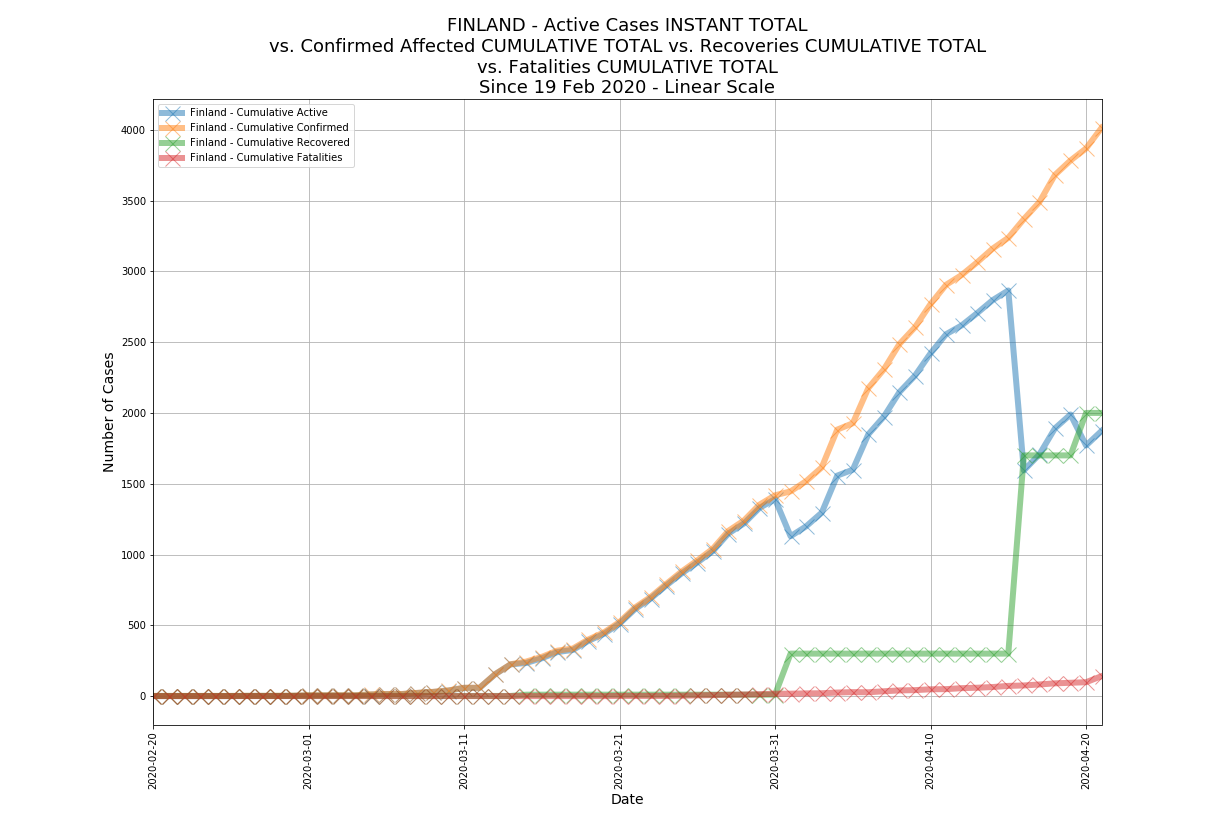 FINLAND - Active Cases INSTANT TOTAL
vs. Confirmed Affected CUMULATIVE TOTAL vs. Recoveries CUMULATIVE TOTAL
vs. Fatalities CUMULATIVE TOTAL
Since 19 Feb 2020 - Linear Scale
Finland - Cumulative Active
Finland - Cumulative Confirmed
Finland - Cumulative Recovered
Finland - Cumulative Fatalities
4000
3500
3000
2500
2000
1500
1000
500
0
Number of Cases
2020-02-20
2020-03-01
2020-03-11
2020-03-21
2020-03-31
2020-04-10
2020-04-20
Date